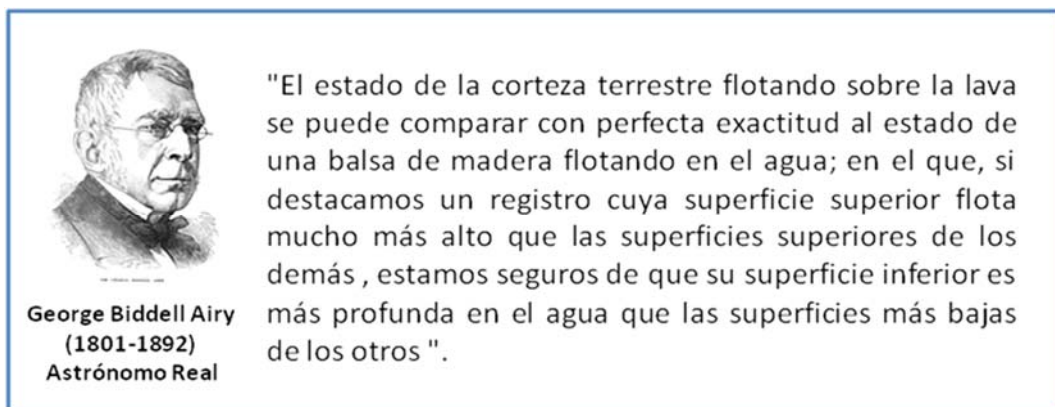 "El estado de la corteza terrestre flotando sobre la lava
se puede comparar con perfecta exactitud al estado de
una balsa de madera flotando en el agua; en el que, si
destacamos un registro cuya superficie superior flota
mucho más alto que las superficies superiores de los
demás , estamos seguros de que su superficie inferior es
más profunda en el agua que las superficies más bajas
de los otros ".
George Biddell Airy
(1801-1892)
Astrónomo Real